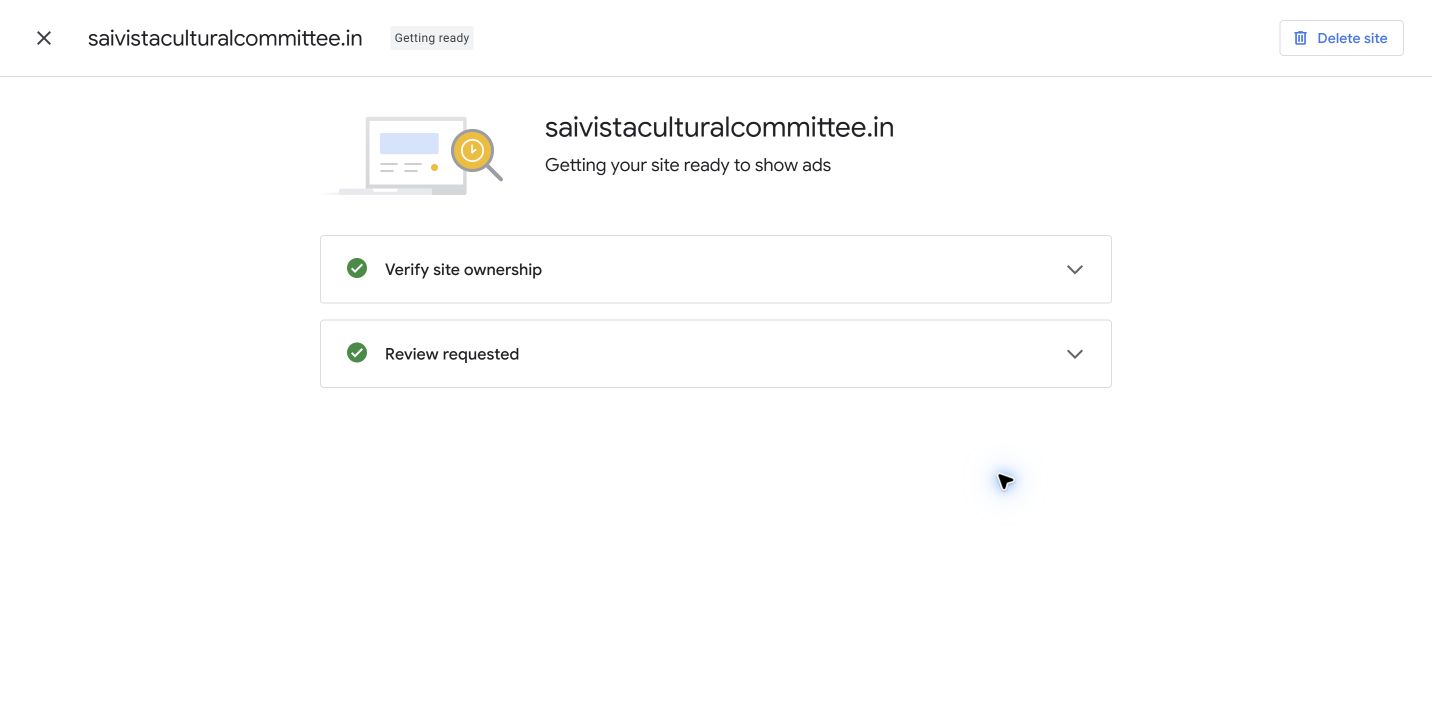 saivistaculturalcommittee.in
Getting ready
Delete site
saivistaculturalcommittee.in
Getting your site ready to show ads
Verify site ownership
Review requested